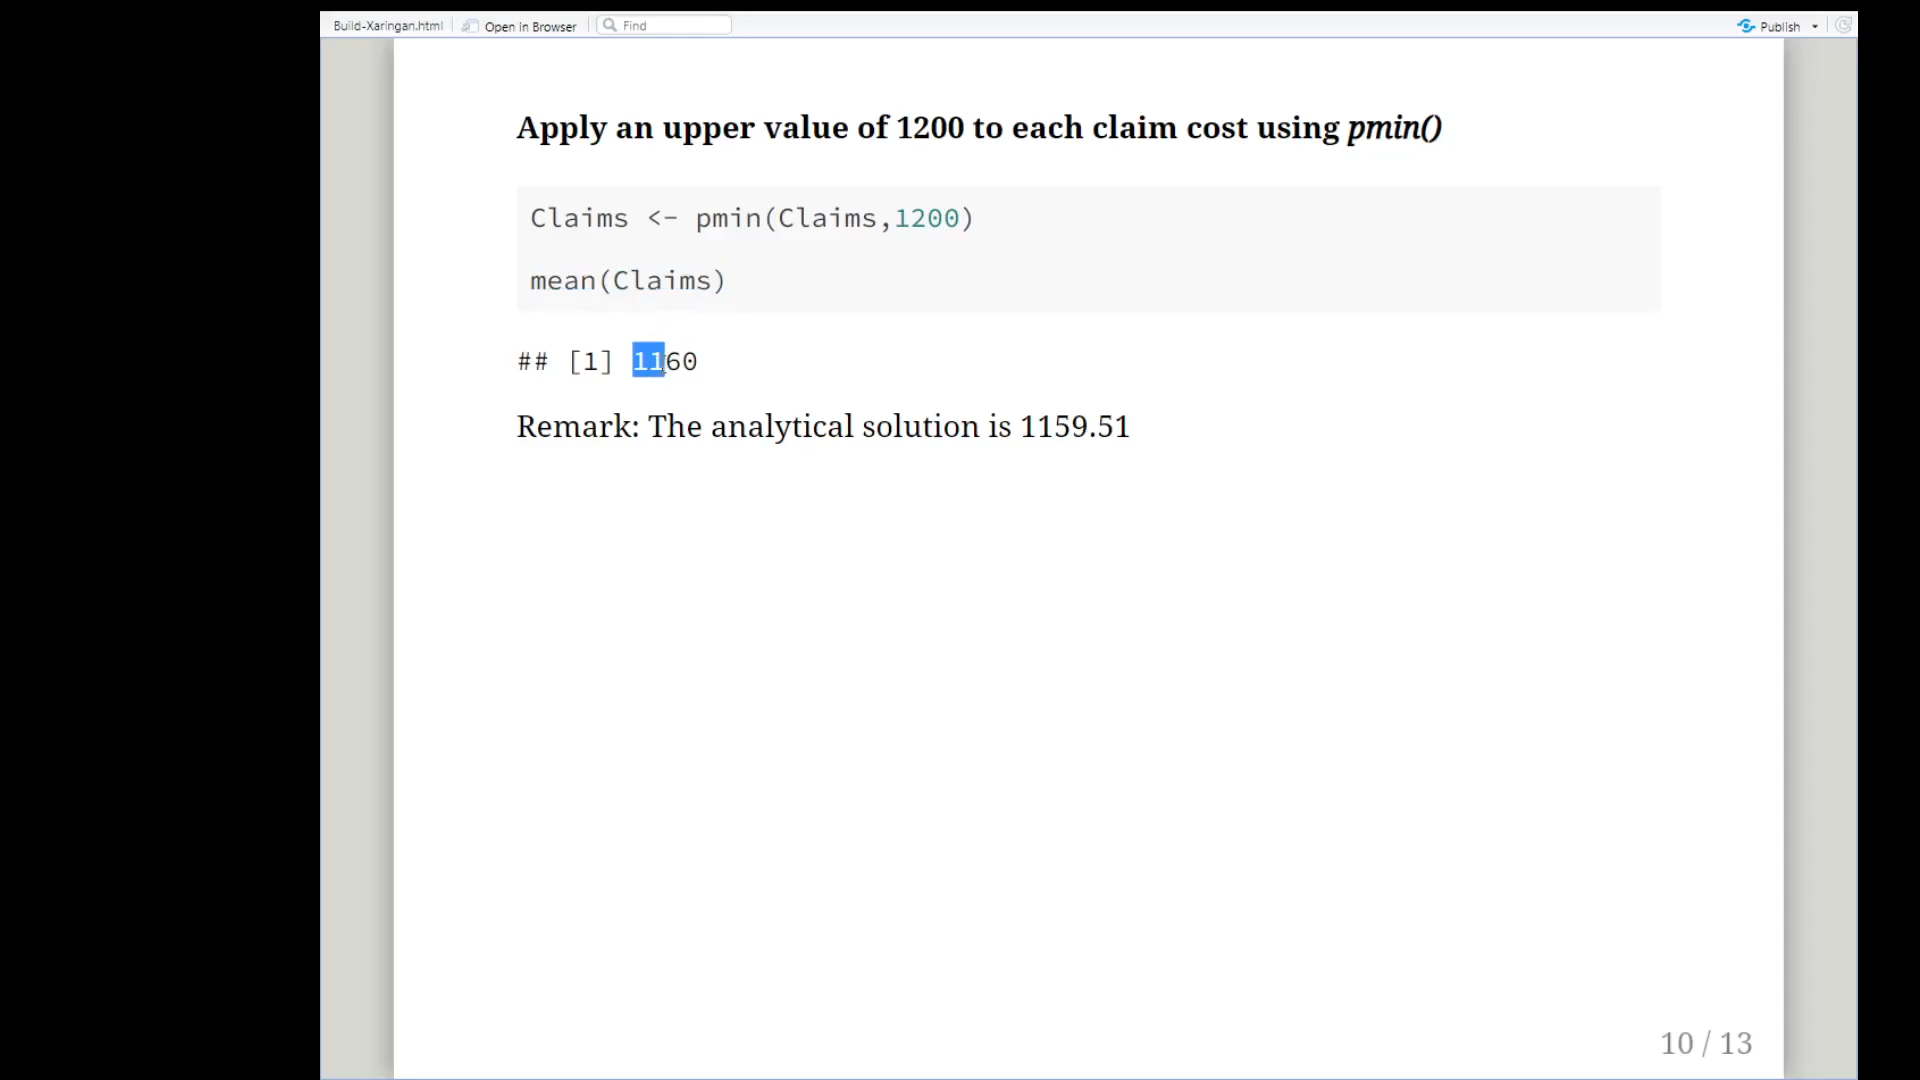 Build-Xaringan.html Open in Browser Find Publish
Apply an upper value of 1200 to each claim cost using pmin()
Claims <- pmin(Claims,1200)
mean(Claims)
## [1] 1160
Remark: The analytical solution is 1159.51
10 / 13